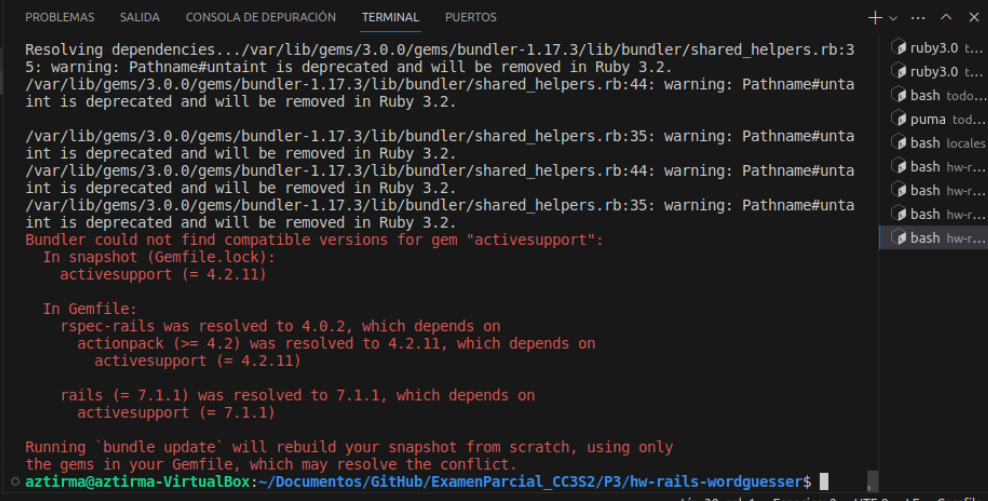 PROBLEMAS SALIDA CONSOLA DE DEPURACIÓN TERMINAL PUERTOS
Resolving dependencies.../var/lib/gems/3.0.0/gems/bundler-1.17.3/lib/bundler/shared_helpers.rb:3
5: warning: Pathname#untaint is deprecated and will be removed in Ruby 3.2.
/var/lib/gems/3.0.0/gems/bundler-1.17.3/lib/bundler/shared_helpers.rb:44: warning: Pathname#unta
int is deprecated and will be removed in Ruby 3.2.
/var/lib/gems/3.0.0/gems/bundler-1.17.3/lib/bundler/shared_helpers.rb:35: warning: Pathname#unta
int is deprecated and will be removed in Ruby 3.2.
/var/lib/gems/3.0.0/gems/bundler-1.17.3/lib/bundler/shared_helpers.rb:44: warning: Pathname#unta
int is deprecated and will be removed in Ruby 3.2.
/var/lib/gems/3.0.0/gems/bundler-1.17.3/lib/bundler/shared_helpers.rb:35: warning: Pathname#unta
int is deprecated and will be removed in Ruby 3.2.
Bundler could not find compatible versions for gem "activesupport":
In snapshot (Gemfile.lock):
activesupport (= 4.2.11)
In Gemfile:
rspec-rails was resolved to 4.0.2, which depends on
actionpack (>= 4.2) was resolved to 4.2.11, which depends on
activesupport (= 4.2.11)
rails (= 7.1.1) was resolved to 7.1.1, which depends on
activesupport (= 7.1.1)
Running `bundle update` will rebuild your snapshot from scratch, using only
the gems in your Gemfile, which may resolve the conflict.
aztirma@aztirma-VirtualBox:~/Documentos/GitHub/ExamenParcial_CC3S2/P3/hw-rails-wordguesser$
ruby3.0 t...
ruby3.0 t...
bash todo...
puma tod...
bash locales
bash hw-r...
bash hw-r...
bash hw-r...
bash hw-r...